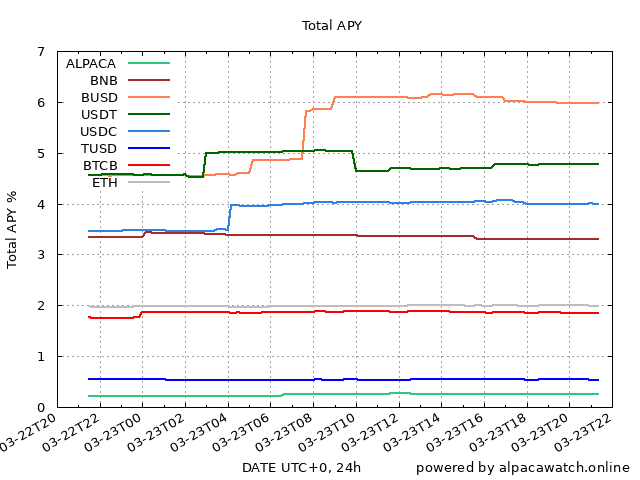 Total APY
Total APY %
7
6
5
4
3
2
1
0
ALPACA
BNB
BUSD
USDT
USDC
TUSD
BTCB
ETH
03-22T20
03-22T22
03-23T00
03-23T02
03-23T04
03-23T06
03-23T08
03-23T10
03-23T12
03-23T14
03-23T16
03-23T18
03-23T20
03-23T22
DATE UTC+0, 24h
powered by alpacawatch.online